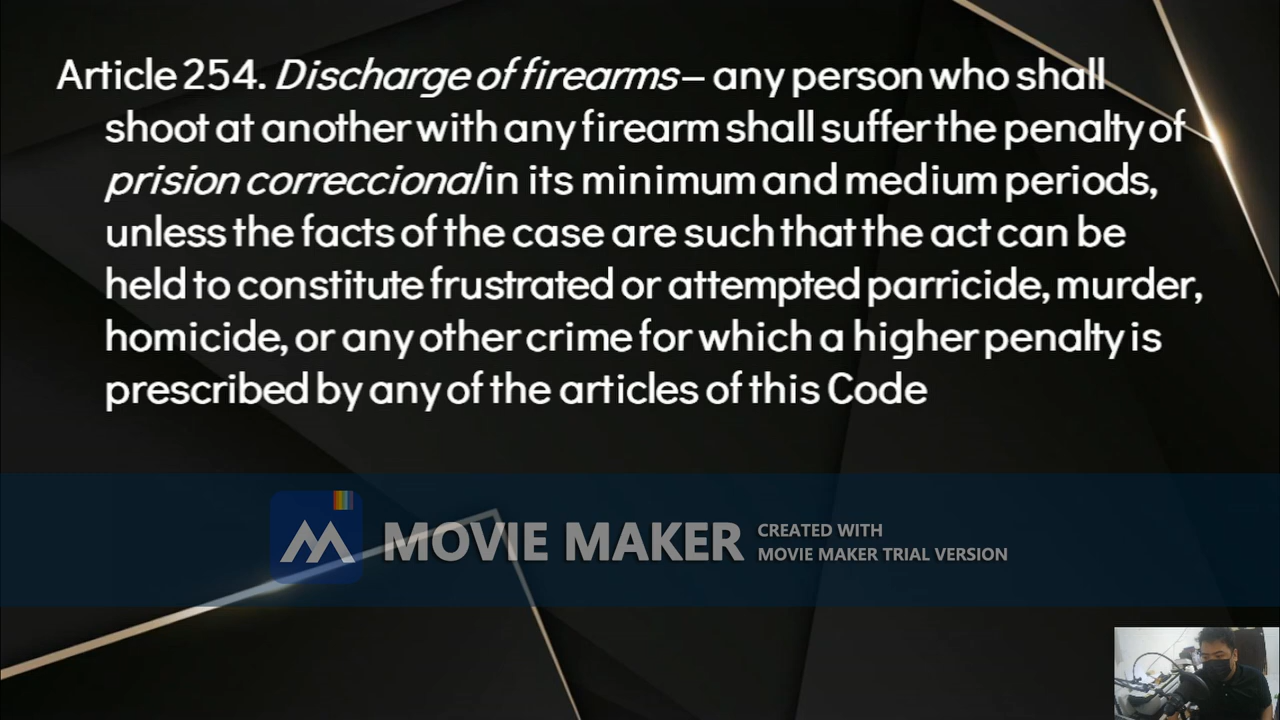 Article 254. Discharge of firearms – any person who shall
shoot at another with any firearm shall suffer the penalty of
prision correccional in its minimum and medium periods,
unless the facts of the case are such that the act can be
held to constitute frustrated or attempted parricide, murder,
homicide, or any other crime for which a higher penalty is
prescribed by any of the articles of this Code
MOVIE MAKER
CREATED WITH
MOVIE MAKER TRIAL VERSION